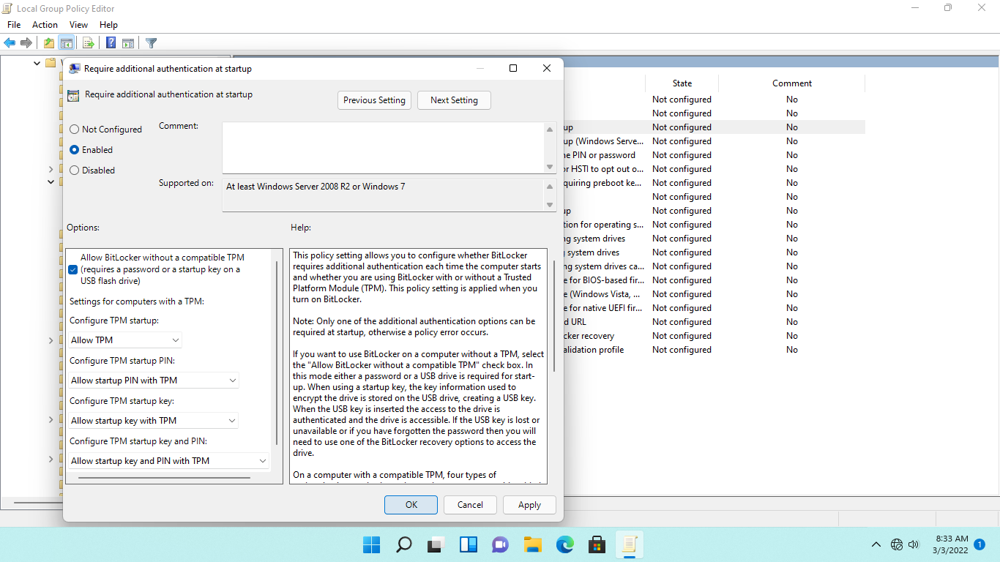 Local Group Policy Editor
File Action View Help
Require additional authentication at startup
Require additional authentication at startup
Previous Setting Next Setting
Not Configured
Enabled
Disabled
Comment:
Supported on:
At least Windows Server 2008 R2 or Windows 7
Options:
Help:
Allow BitLocker without a compatible TPM
(requires a password or a startup key on a
USB flash drive)
Settings for computers with a TPM:
Configure TPM startup:
Allow TPM
Configure TPM startup PIN:
Allow startup PIN with TPM
Configure TPM startup key:
Allow startup key with TPM
Configure TPM startup key and PIN:
Allow startup key and PIN with TPM
This policy setting allows you to configure whether BitLocker
requires additional authentication each time the computer starts
and whether you are using BitLocker with or without a Trusted
Platform Module (TPM). This policy setting is applied when you
turn on BitLocker.
Note: Only one of the additional authentication options can be
required at startup, otherwise a policy error occurs.
If you want to use BitLocker on a computer without a TPM, select
the "Allow BitLocker without a compatible TPM" check box. In
this mode either a password or a USB drive is required for start-
up. When using a startup key, the key information used to
encrypt the drive is stored on the USB drive, creating a USB key.
When the USB key is inserted the access to the drive is
authenticated and the drive is accessible. If the USB key is lost or
unavailable or if you have forgotten the password then you will
need to use one of the BitLocker recovery options to access the
drive.
On a computer with a compatible TPM, four types of
OK Cancel Apply
State Comment
Not configured No
Not configured No
up Not configured No
up (Windows Serve... Not configured No
ne PIN or password Not configured No
or HSTI to opt out o... Not configured No
quiring preboot ke... Not configured No
Not configured No
up Not configured No
tion for operating s... Not configured No
ng system drives Not configured No
g system drives Not configured No
ng system drives ca... Not configured No
e for BIOS-based fir... Not configured No
e (Windows Vista, ... Not configured No
e for native UEFI fir... Not configured No
d URL Not configured No
cker recovery Not configured No
alidation profile Not configured No
8:33 AM
3/3/2022
1